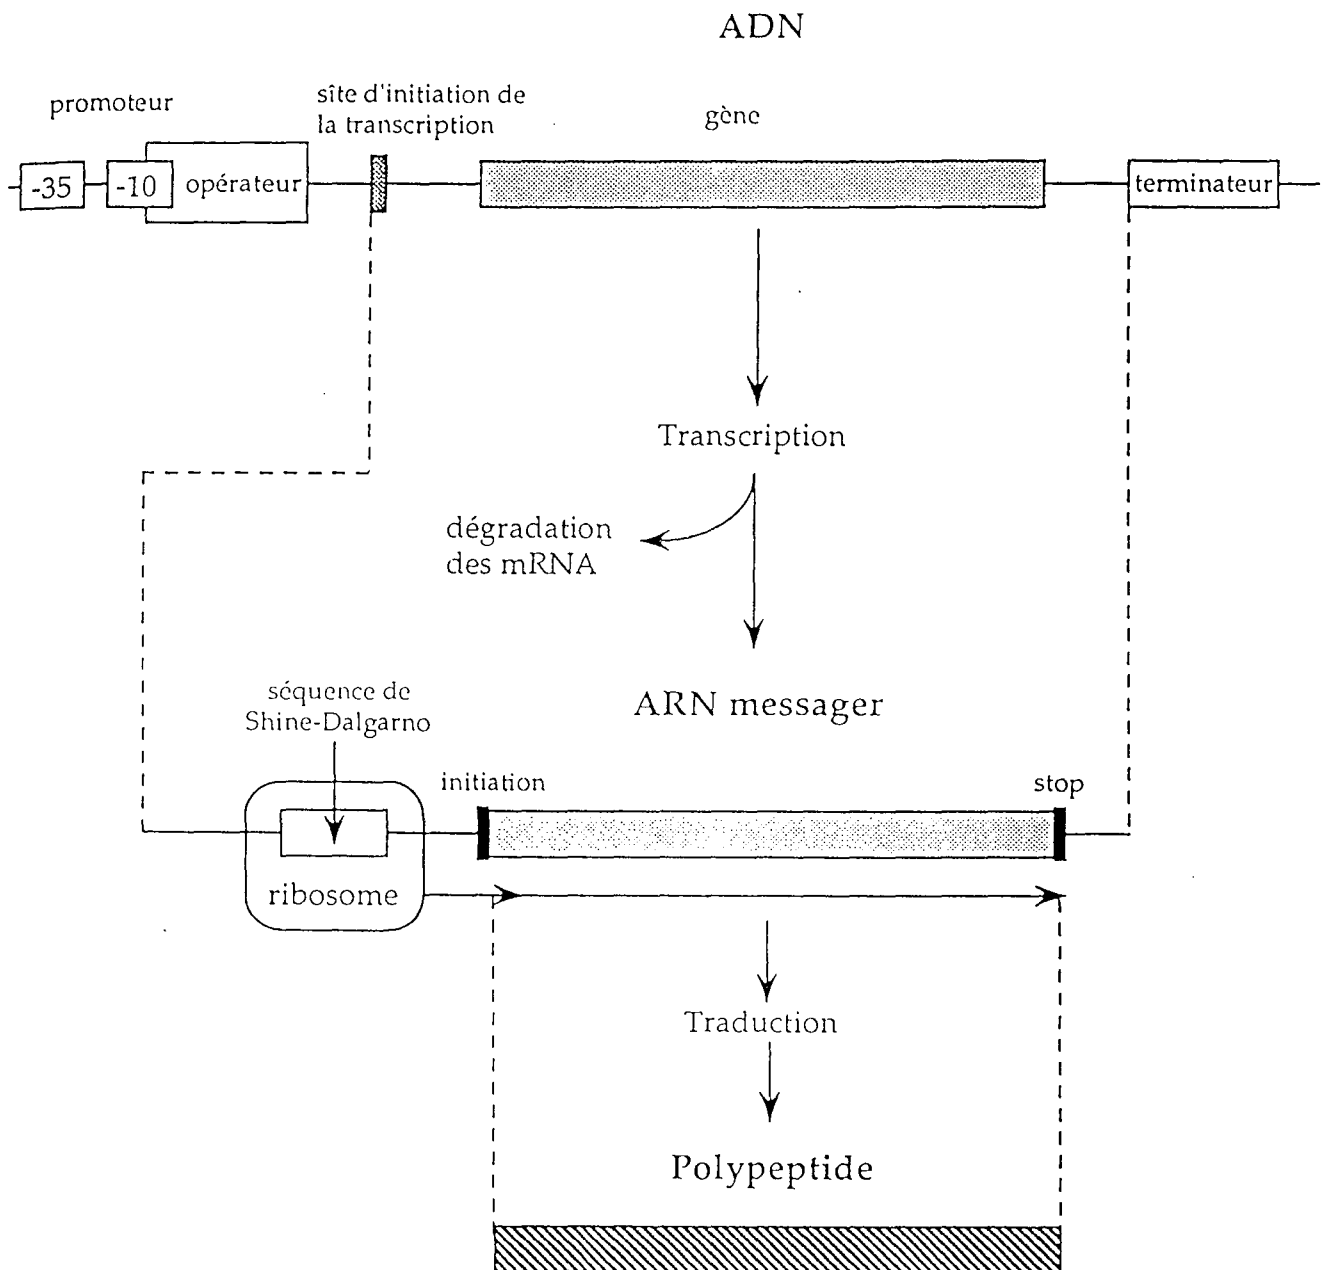 ADN
promoteur
sîte d'initiation de
la transcription
gène
-35
-10
opérateur
terminateur
Transcription
dégradation
des mRNA
ARN messager
séquence de
Shine-Dalgarno
initiation
stop
ribosome
Traduction
Polypeptide